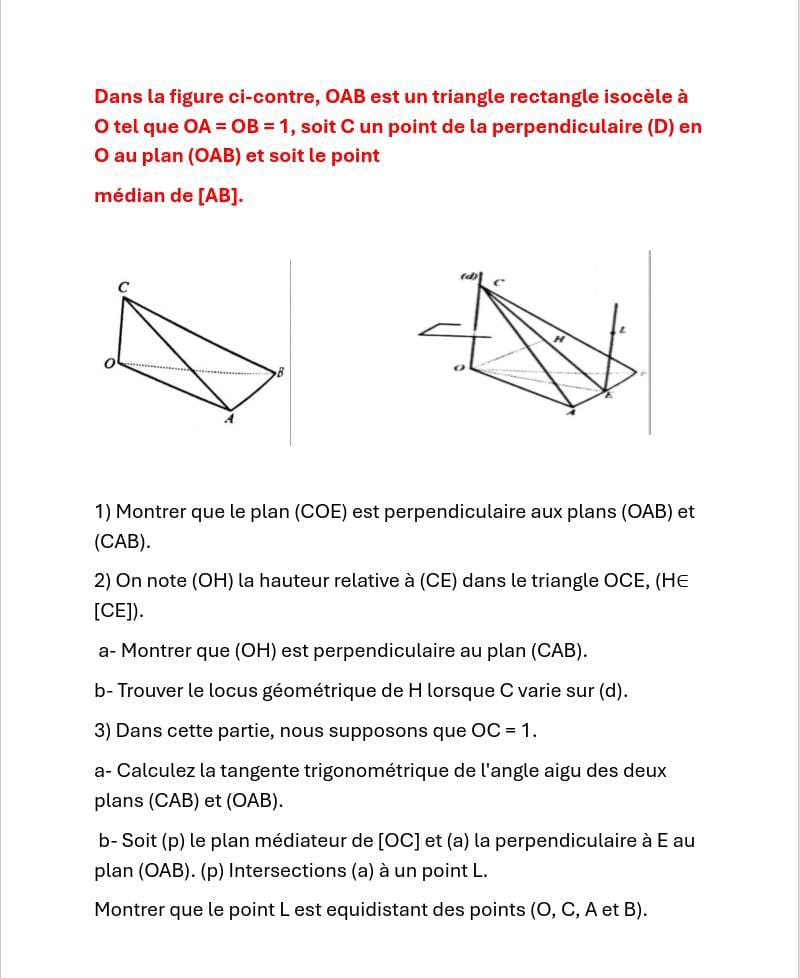 Dans la figure ci-contre, OAB est un triangle rectangle isocèle à
O tel que OA = OB = 1, soit C un point de la perpendiculaire (D) en
O au plan (OAB) et soit le point
médian de [AB].
C
O
B
A
(d)
C
H
L
O
E
A
1) Montrer que le plan (COE) est perpendiculaire aux plans (OAB) et
(CAB).
2) On note (OH) la hauteur relative à (CE) dans le triangle OCE, (H∈
[CE]).
a- Montrer que (OH) est perpendiculaire au plan (CAB).
b- Trouver le locus géométrique de H lorsque C varie sur (d).
3) Dans cette partie, nous supposons que OC = 1.
a- Calculez la tangente trigonométrique de l'angle aigu des deux
plans (CAB) et (OAB).
b- Soit (p) le plan médiateur de [OC] et (a) la perpendiculaire à E au
plan (OAB). (p) Intersections (a) à un point L.
Montrer que le point L est equidistant des points (O, C, A et B).